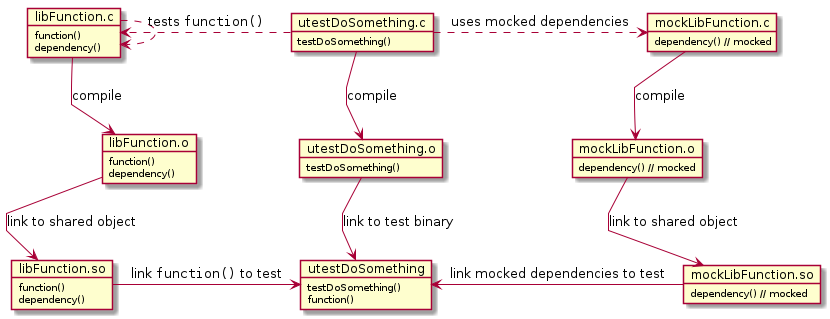 libFunction.c
function()
dependency()
tests function()
utestDoSomething.c
testDoSomething()
uses mocked dependencies
mockLibFunction.c
dependency() // mocked
compile
compile
compile
libFunction.o
function()
dependency()
utestDoSomething.o
testDoSomething()
mockLibFunction.o
dependency() // mocked
link to shared object
link to test binary
link to shared object
libFunction.so
function()
dependency()
link function() to test
utestDoSomething
testDoSomething()
function()
link mocked dependencies to test
mockLibFunction.so
dependency() // mocked